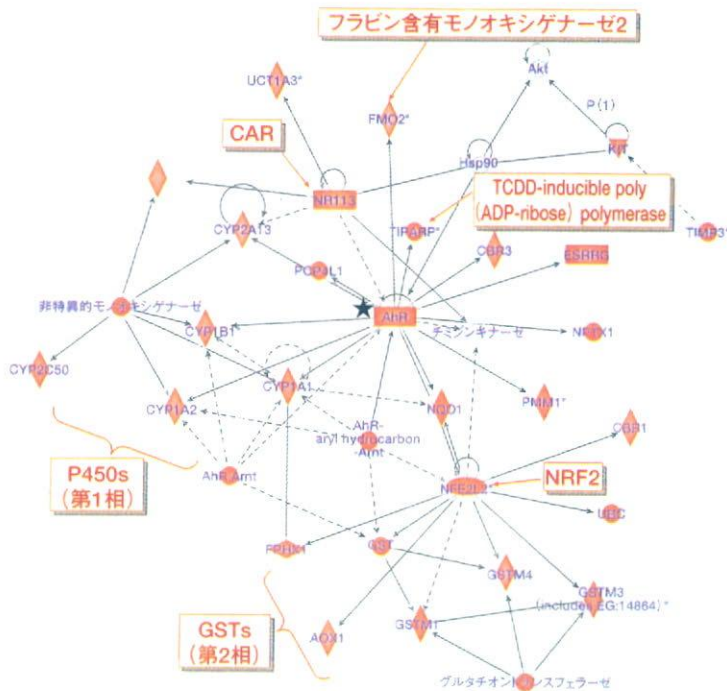 フラビン含有モノオキシゲナーゼ2
Akt
UCT1A3*
P(1)
FMO2*
CAR
Hsp90
KIT
NR113
TCDD-inducible poly
(ADP-ribose) polymerase
CYP2A13
TIPARP*
TIMP3*
CBR3
ESRRG
PCP4L1
非特異的モノオキシゲナーゼ
AhR
チミジンキナーゼ
CYP1B1
CYP2C50
CYP1A1
PMM1*
CYP1A2
NQO1
CBR1
AhR-
aryl hydrocarbon
-Arnt
P450s
(第1相)
AhR-Arnt
NFE2L2*
NRF2
UBC
EPHX1
GST
GSTM4
GSTM3
(includes EG:14864)*
GSTs
(第2相)
AOX1
GSTM1
グルタチオントランスフェラーゼ